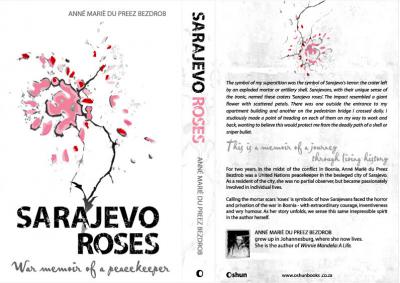 ANNÉ MARIÈ DU PREEZ BEZDROB
SARAJEVO
ROSES
War memoir of a peacekeeper
SARAJEVO ROSES
ANNÉ MARIÈ DU PREEZ BEZDROB
Oshun
The symbol of my superstition was the symbol of Sarajevo's terror: the crater left
by an exploded mortar or artillery shell. Sarajevans, with their unique sense of
the ironic, named these craters 'Sarajevo roses'. The impact resembled a giant
flower with scattered petals. There was one outside the entrance to my
apartment building and another on the pedestrian bridge I crossed daily. I
studiously made a point of treading on each of them on my way to work and
back, wanting to believe this would protect me from the deadly path of a shell or
sniper bullet.
This is a memoir of a journey
through living history
For two years, in the midst of the conflict in Bosnia, Anné Marié du Preez
Bezdrob was a United Nations peacekeeper in the besieged city of Sarajevo.
As a resident of the city, she was no partial observer, but became passionately
involved in individual lives.
Calling the mortar scars 'roses' is symbolic of how Sarajevans faced the horror
and privation of the war in Bosnia - with extraordinary courage, inventiveness
and wry humour. As her story unfolds, we sense this same irrepressible spirit
in the author herself.
ANNÉ MARIÈ DU PREEZ BEZDROB
grew up in Johannesburg, where she now lives.
She is the author of Winnie Mandela: A Life.
Oshun
www.oshunbooks.co.za